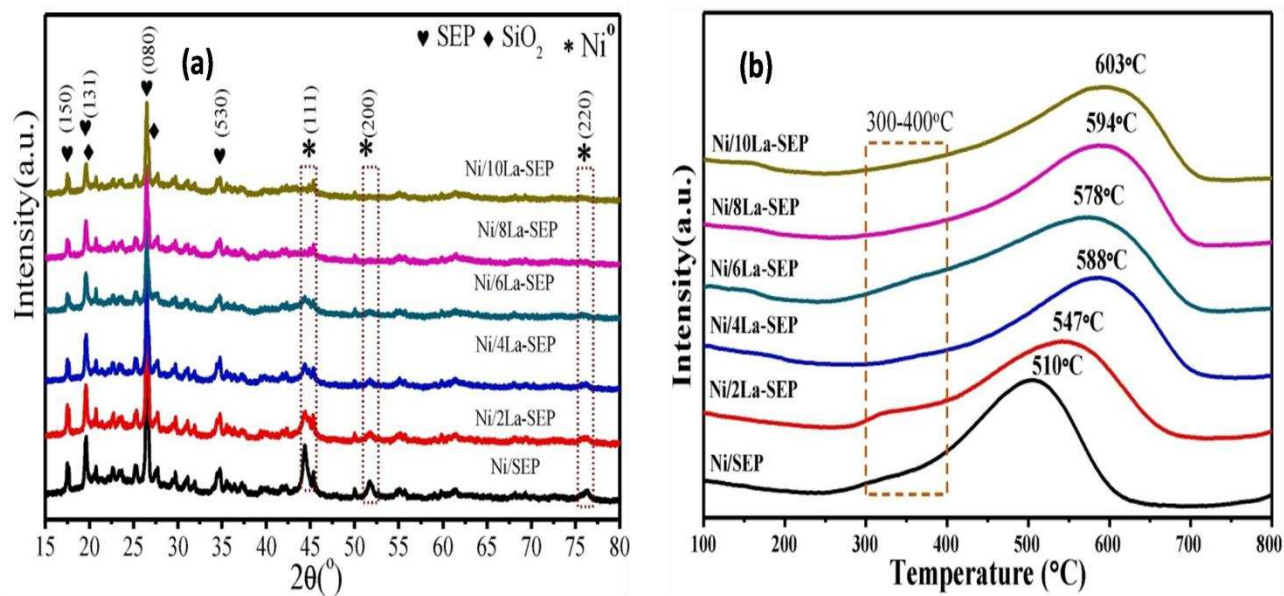 (a)
♥ SEP ♦ SiO₂ * Ni⁰
(150)
(131)
(080)
(530)
(111)
(200)
(220)
Ni/10La-SEP
Ni/8La-SEP
Ni/6La-SEP
Ni/4La-SEP
Ni/2La-SEP
Ni/SEP
Intensity(a.u.)
15 20 25 30 35 40 45 50 55 60 65 70 75 80
2θ(°)
(b)
603°C
300-400°C
594°C
578°C
588°C
547°C
510°C
Ni/10La-SEP
Ni/8La-SEP
Ni/6La-SEP
Ni/4La-SEP
Ni/2La-SEP
Ni/SEP
Intensity(a.u.)
100 200 300 400 500 600 700 800
Temperature (°C)